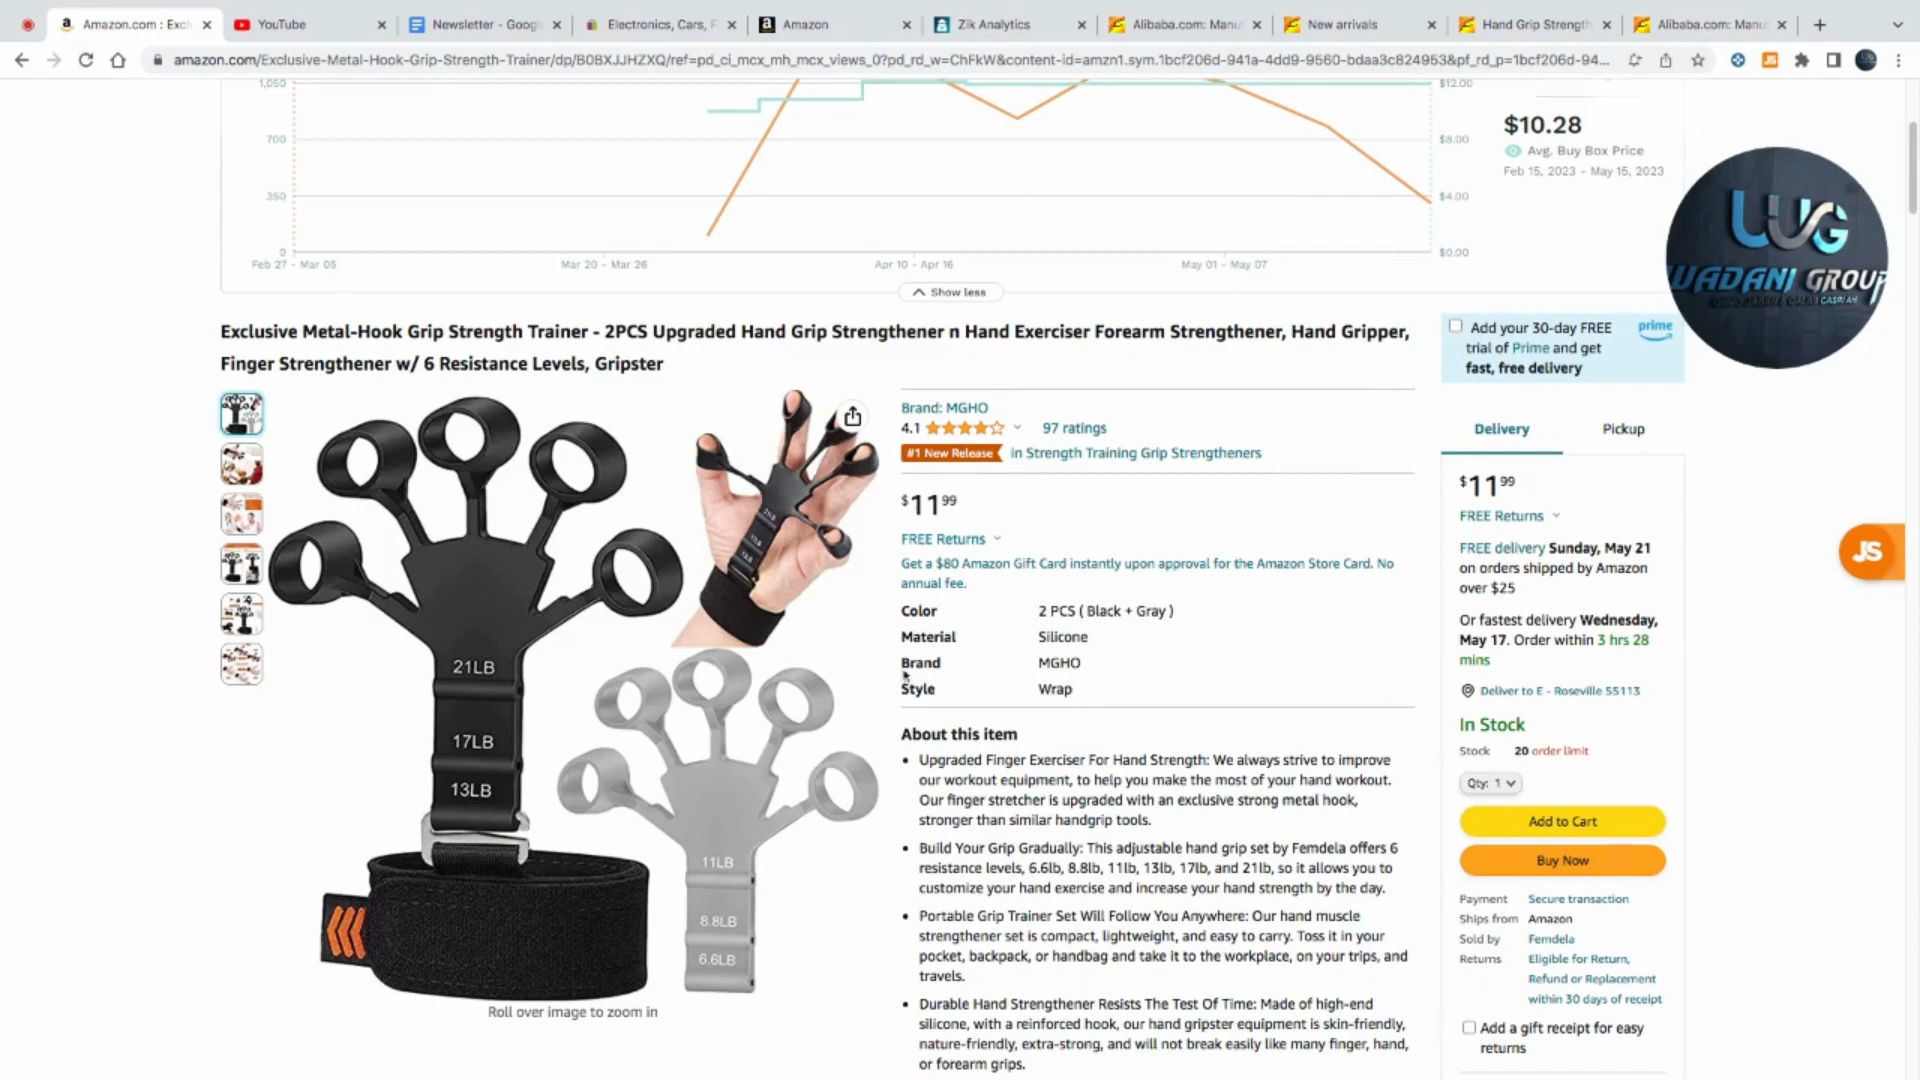 Amazon.com : Exclu
YouTube
Newsletter - Googl
Electronics, Cars, F
Amazon
Zik Analytics
Alibaba.com: Manu
New arrivals
Hand Grip Strength
Alibaba.com: Manu
amazon.com/Exclusive-Metal-Hook-Grip-Strength-Trainer/dp/B0BXJJHZXQ/ref=pd_ci_mcx_mh_mcx_views_0?pd_rd_w=ChFkW&content-id=amzn1.sym.1bcf206d-941a-4dd9-9560-bdaa3c824953&pf_rd_p=1bcf206d-94...
1,050
700
350
0
$12.00
$8.00
$4.00
$0.00
Feb 27 - Mar 05
Mar 20 - Mar 26
Apr 10 - Apr 16
May 01 - May 07
$10.28
Avg. Buy Box Price
Feb 15, 2023 - May 15, 2023
Show less
WADANI GROUP
Exclusive Metal-Hook Grip Strength Trainer - 2PCS Upgraded Hand Grip Strengthener n Hand Exerciser Forearm Strengthener, Hand Gripper,
Finger Strengthener w/ 6 Resistance Levels, Gripster
21LB
17LB
13LB
11LB
8.8LB
6.6LB
Roll over image to zoom in
Brand: MGHO
4.1
97 ratings
#1 New Release
in Strength Training Grip Strengtheners
$11 99
FREE Returns
Get a $80 Amazon Gift Card instantly upon approval for the Amazon Store Card. No
annual fee.
Color 2 PCS ( Black + Gray )
Material Silicone
Brand MGHO
Style Wrap
About this item
• Upgraded Finger Exerciser For Hand Strength: We always strive to improve
our workout equipment, to help you make the most of your hand workout.
Our finger stretcher is upgraded with an exclusive strong metal hook,
stronger than similar handgrip tools.
• Build Your Grip Gradually: This adjustable hand grip set by Femdela offers 6
resistance levels, 6.6lb, 8.8lb, 11lb, 13lb, 17lb, and 21lb, so it allows you to
customize your hand exercise and increase your hand strength by the day.
• Portable Grip Trainer Set Will Follow You Anywhere: Our hand muscle
strengthener set is compact, lightweight, and easy to carry. Toss it in your
pocket, backpack, or handbag and take it to the workplace, on your trips, and
travels.
• Durable Hand Strengthener Resists The Test Of Time: Made of high-end
silicone, with a reinforced hook, our hand gripster equipment is skin-friendly,
nature-friendly, extra-strong, and will not break easily like many finger, hand,
or forearm grips.
Add your 30-day FREE
trial of Prime and get
fast, free delivery
prime
Delivery
Pickup
$11 99
FREE Returns
FREE delivery Sunday, May 21
on orders shipped by Amazon
over $25
Or fastest delivery Wednesday,
May 17. Order within 3 hrs 28
mins
Deliver to E - Roseville 55113
In Stock
Stock 20 order limit
Qty: 1
Add to Cart
Buy Now
Payment Secure transaction
Ships from Amazon
Sold by Femdela
Returns Eligible for Return,
Refund or Replacement
within 30 days of receipt
Add a gift receipt for easy
returns
JS